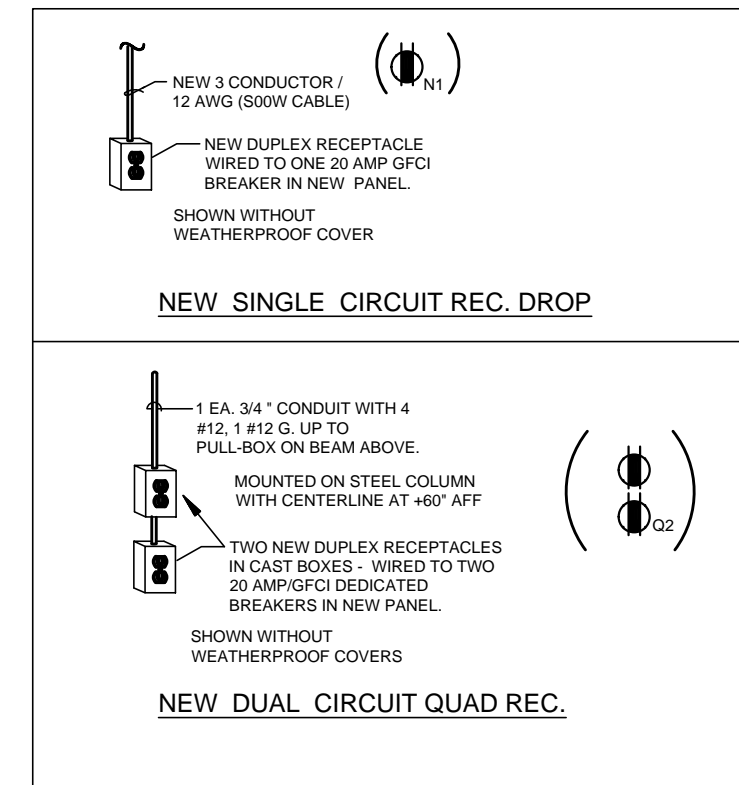 NEW 3 CONDUCTOR /
12 AWG (S00W CABLE)
N1
NEW DUPLEX RECEPTACLE
WIRED TO ONE 20 AMP GFCI
BREAKER IN NEW PANEL.
SHOWN WITHOUT
WEATHERPROOF COVER
NEW SINGLE CIRCUIT REC. DROP
1 EA. 3/4 " CONDUIT WITH 4
#12, 1 #12 G. UP TO
PULL-BOX ON BEAM ABOVE.
MOUNTED ON STEEL COLUMN
WITH CENTERLINE AT +60" AFF
Q2
TWO NEW DUPLEX RECEPTACLES
IN CAST BOXES - WIRED TO TWO
20 AMP/GFCI DEDICATED
BREAKERS IN NEW PANEL.
SHOWN WITHOUT
WEATHERPROOF COVERS
NEW DUAL CIRCUIT QUAD REC.